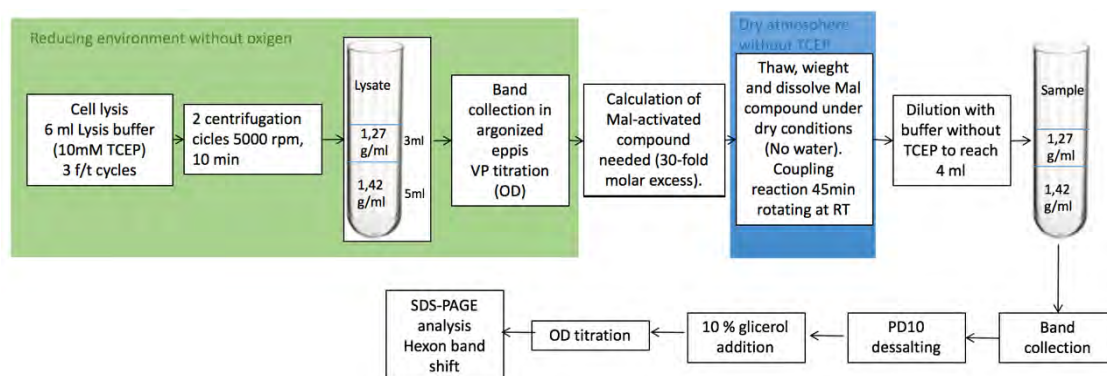 Reducing environment without oxigen
Dry atmosphere
without TCEP
Cell lysis
6 ml Lysis buffer
(10mM TCEP)
3 f/t cycles
2 centrifugation
cicles 5000 rpm,
10 min
Lysate
1,27
g/ml
3ml
1,42
g/ml
5ml
Band
collection in
argonized
eppis
VP titration
(OD)
Calculation of
Mal-activated
compound
needed (30-fold
molar excess).
Thaw, wieght
and dissolve Mal
compound under
dry conditions
(No water).
Coupling
reaction 45min
rotating at RT
Dilution with
buffer without
TCEP to reach
4 ml
Sample
1,27
g/ml
1,42
g/ml
SDS-PAGE
analysis
Hexon band
shift
OD titration
10 % glicerol
addition
PD10
dessalting
Band
collection